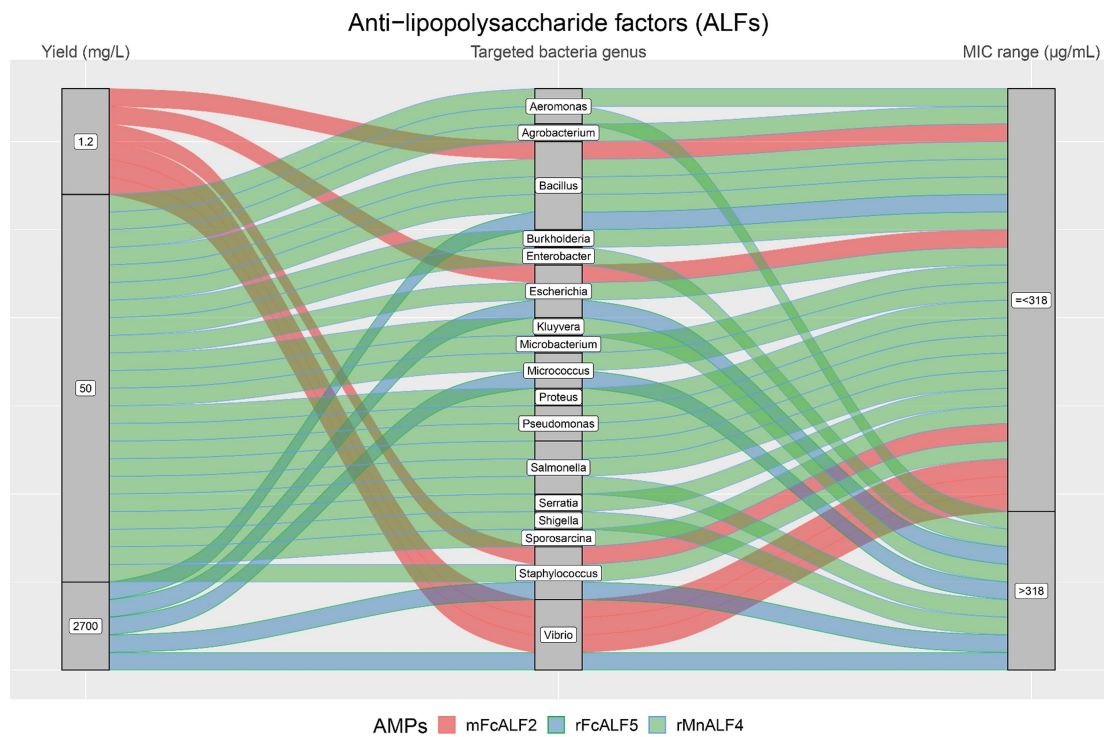 Anti−lipopolysaccharide factors (ALFs)
Yield (mg/L)
Targeted bacteria genus
MIC range (µg/mL)
1.2
50
2700
Aeromonas
Agrobacterium
Bacillus
Burkholderia
Enterobacter
Escherichia
Kluyvera
Microbacterium
Micrococcus
Proteus
Pseudomonas
Salmonella
Serratia
Shigella
Sporosarcina
Staphylococcus
Vibrio
=<318
>318
AMPs
mFcALF2
rFcALF5
rMnALF4